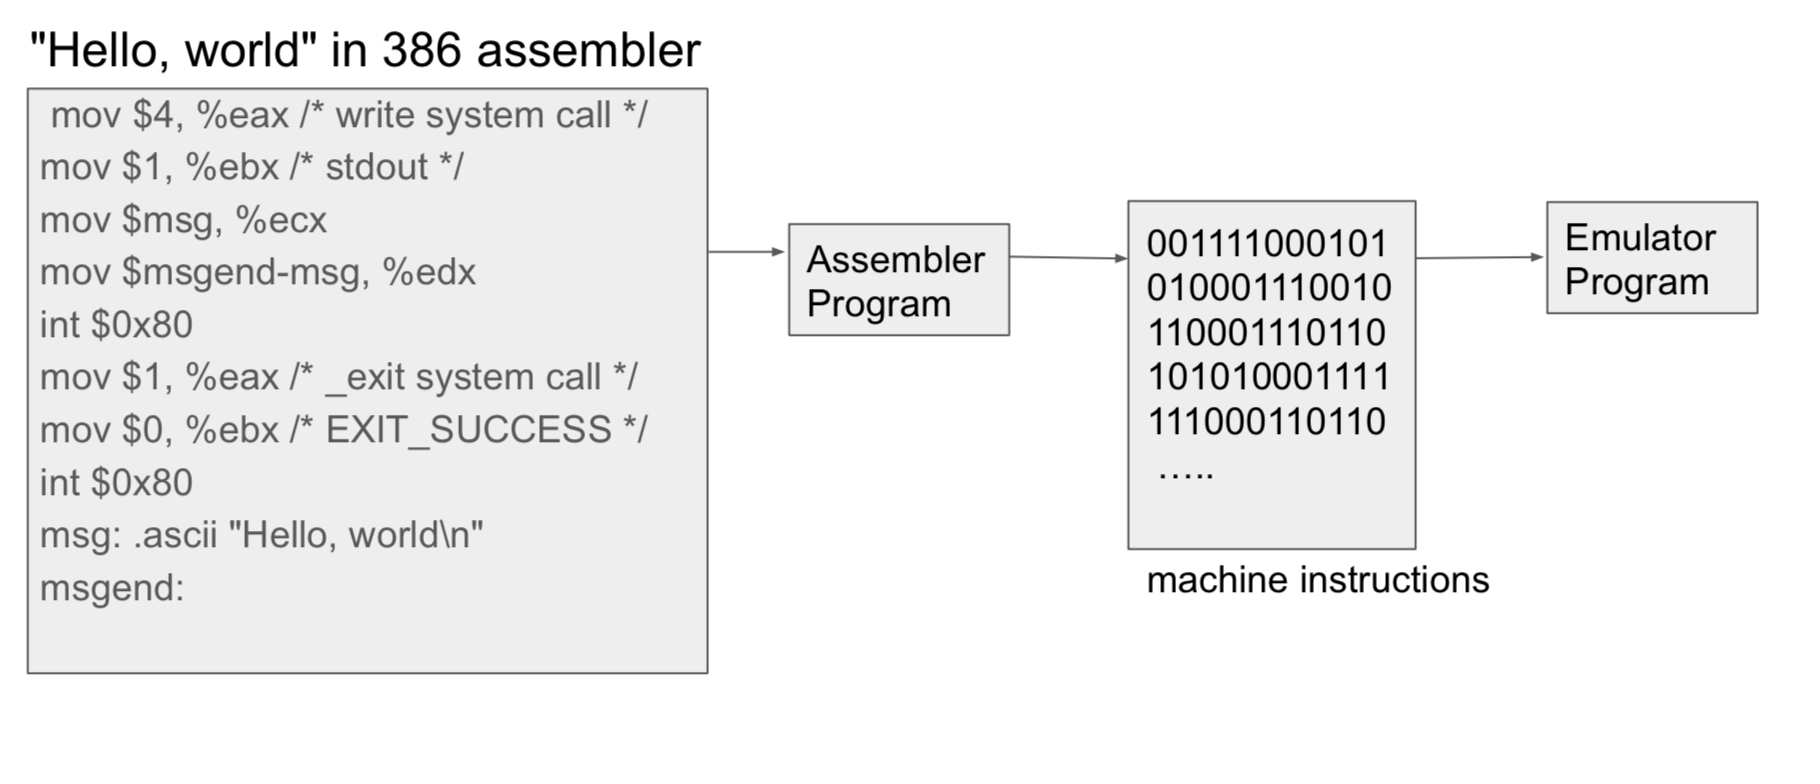 "Hello, world" in 386 assembler
mov $4, %eax /* write system call */
mov $1, %ebx /* stdout */
mov $msg, %ecx
mov $msgend-msg, %edx
int $0x80
mov $1, %eax /* _exit system call */
mov $0, %ebx /* EXIT_SUCCESS */
int $0x80
msg: .ascii "Hello, world\n"
msgend:
Assembler
Program
001111000101
010001110010
110001110110
101010001111
111000110110
…..
machine instructions
Emulator
Program